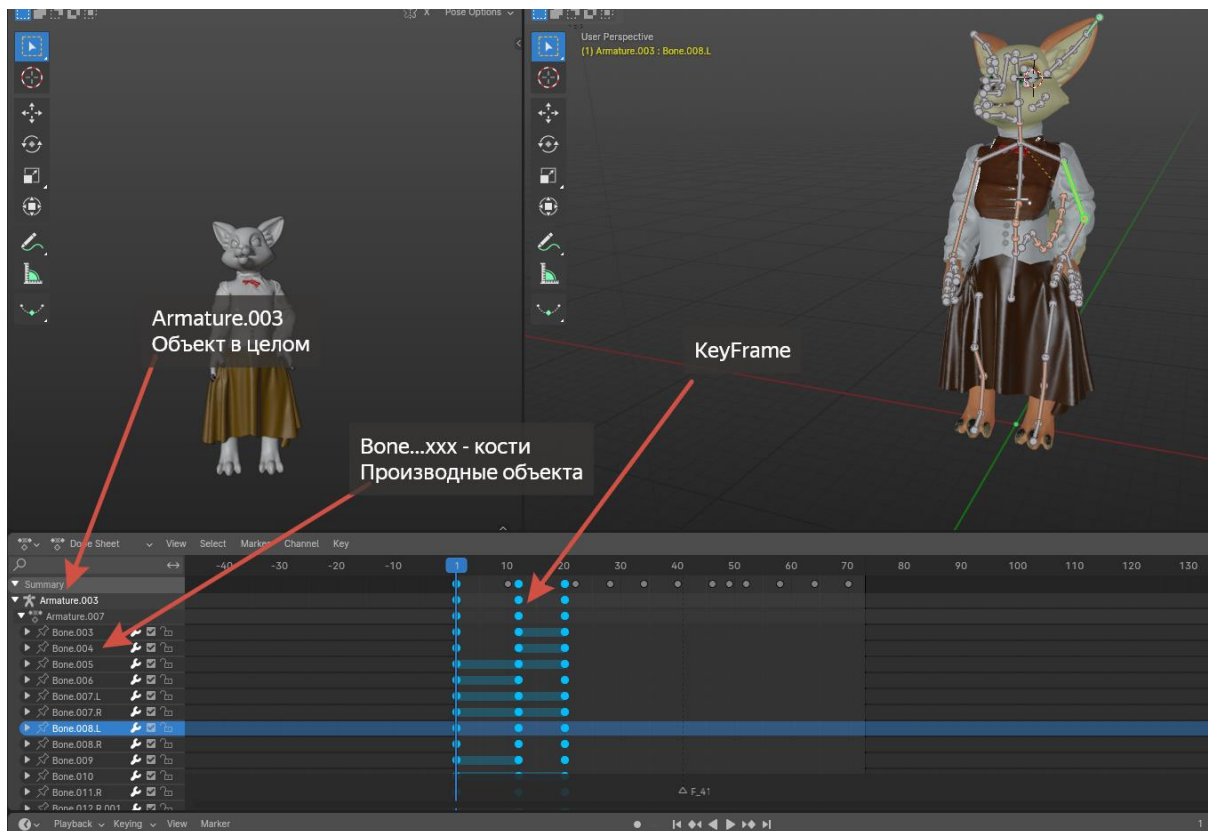 X Pose Options
User Perspective
(1) Armature.003 : Bone.008.L
Armature.003
Объект в целом
KeyFrame
Bone...xxx - кости
Производные объекта
Dope Sheet View Select Marker Channel Key
-40 -30 -20 -10 1 10 20 30 40 50 60 70 80 90 100 110 120 130
Summary
Armature.003
Armature.007
Bone.003
Bone.004
Bone.005
Bone.006
Bone.007.L
Bone.007.R
Bone.008.L
Bone.008.R
Bone.009
Bone.010
Bone.011.R
F_41
Bone.012.R.001
Playback Keying View Marker
1